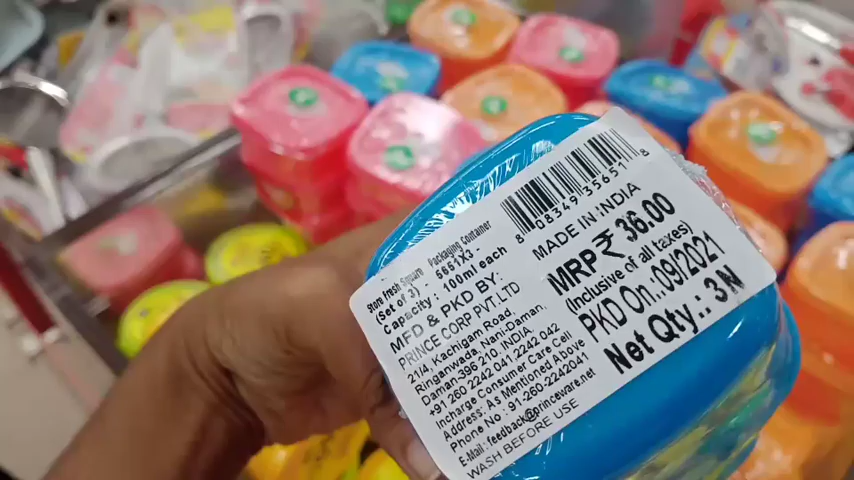 Store Fresh Square Packaging Container
(Set of 3) - 5661X3 -
Capacity : 100ml each
MFD & PKD BY:
PRINCE CORP PVT.LTD
21/4, Kachigam Road,
Ringanwada, Nani-Daman,
Daman-396 210, INDIA,
+91 260 2242 041 2242 042
Incharge Consumer Care Cell
Address: As Mentioned Above
Phone No : 91-260-2242041
E-Mail : feedback@princeware.net
WASH BEFORE USE
8 908349 356518
MADE IN INDIA
MRP ₹ 36.00
(Inclusive of all taxes)
PKD On..09/2021
Net Qty.: 3N